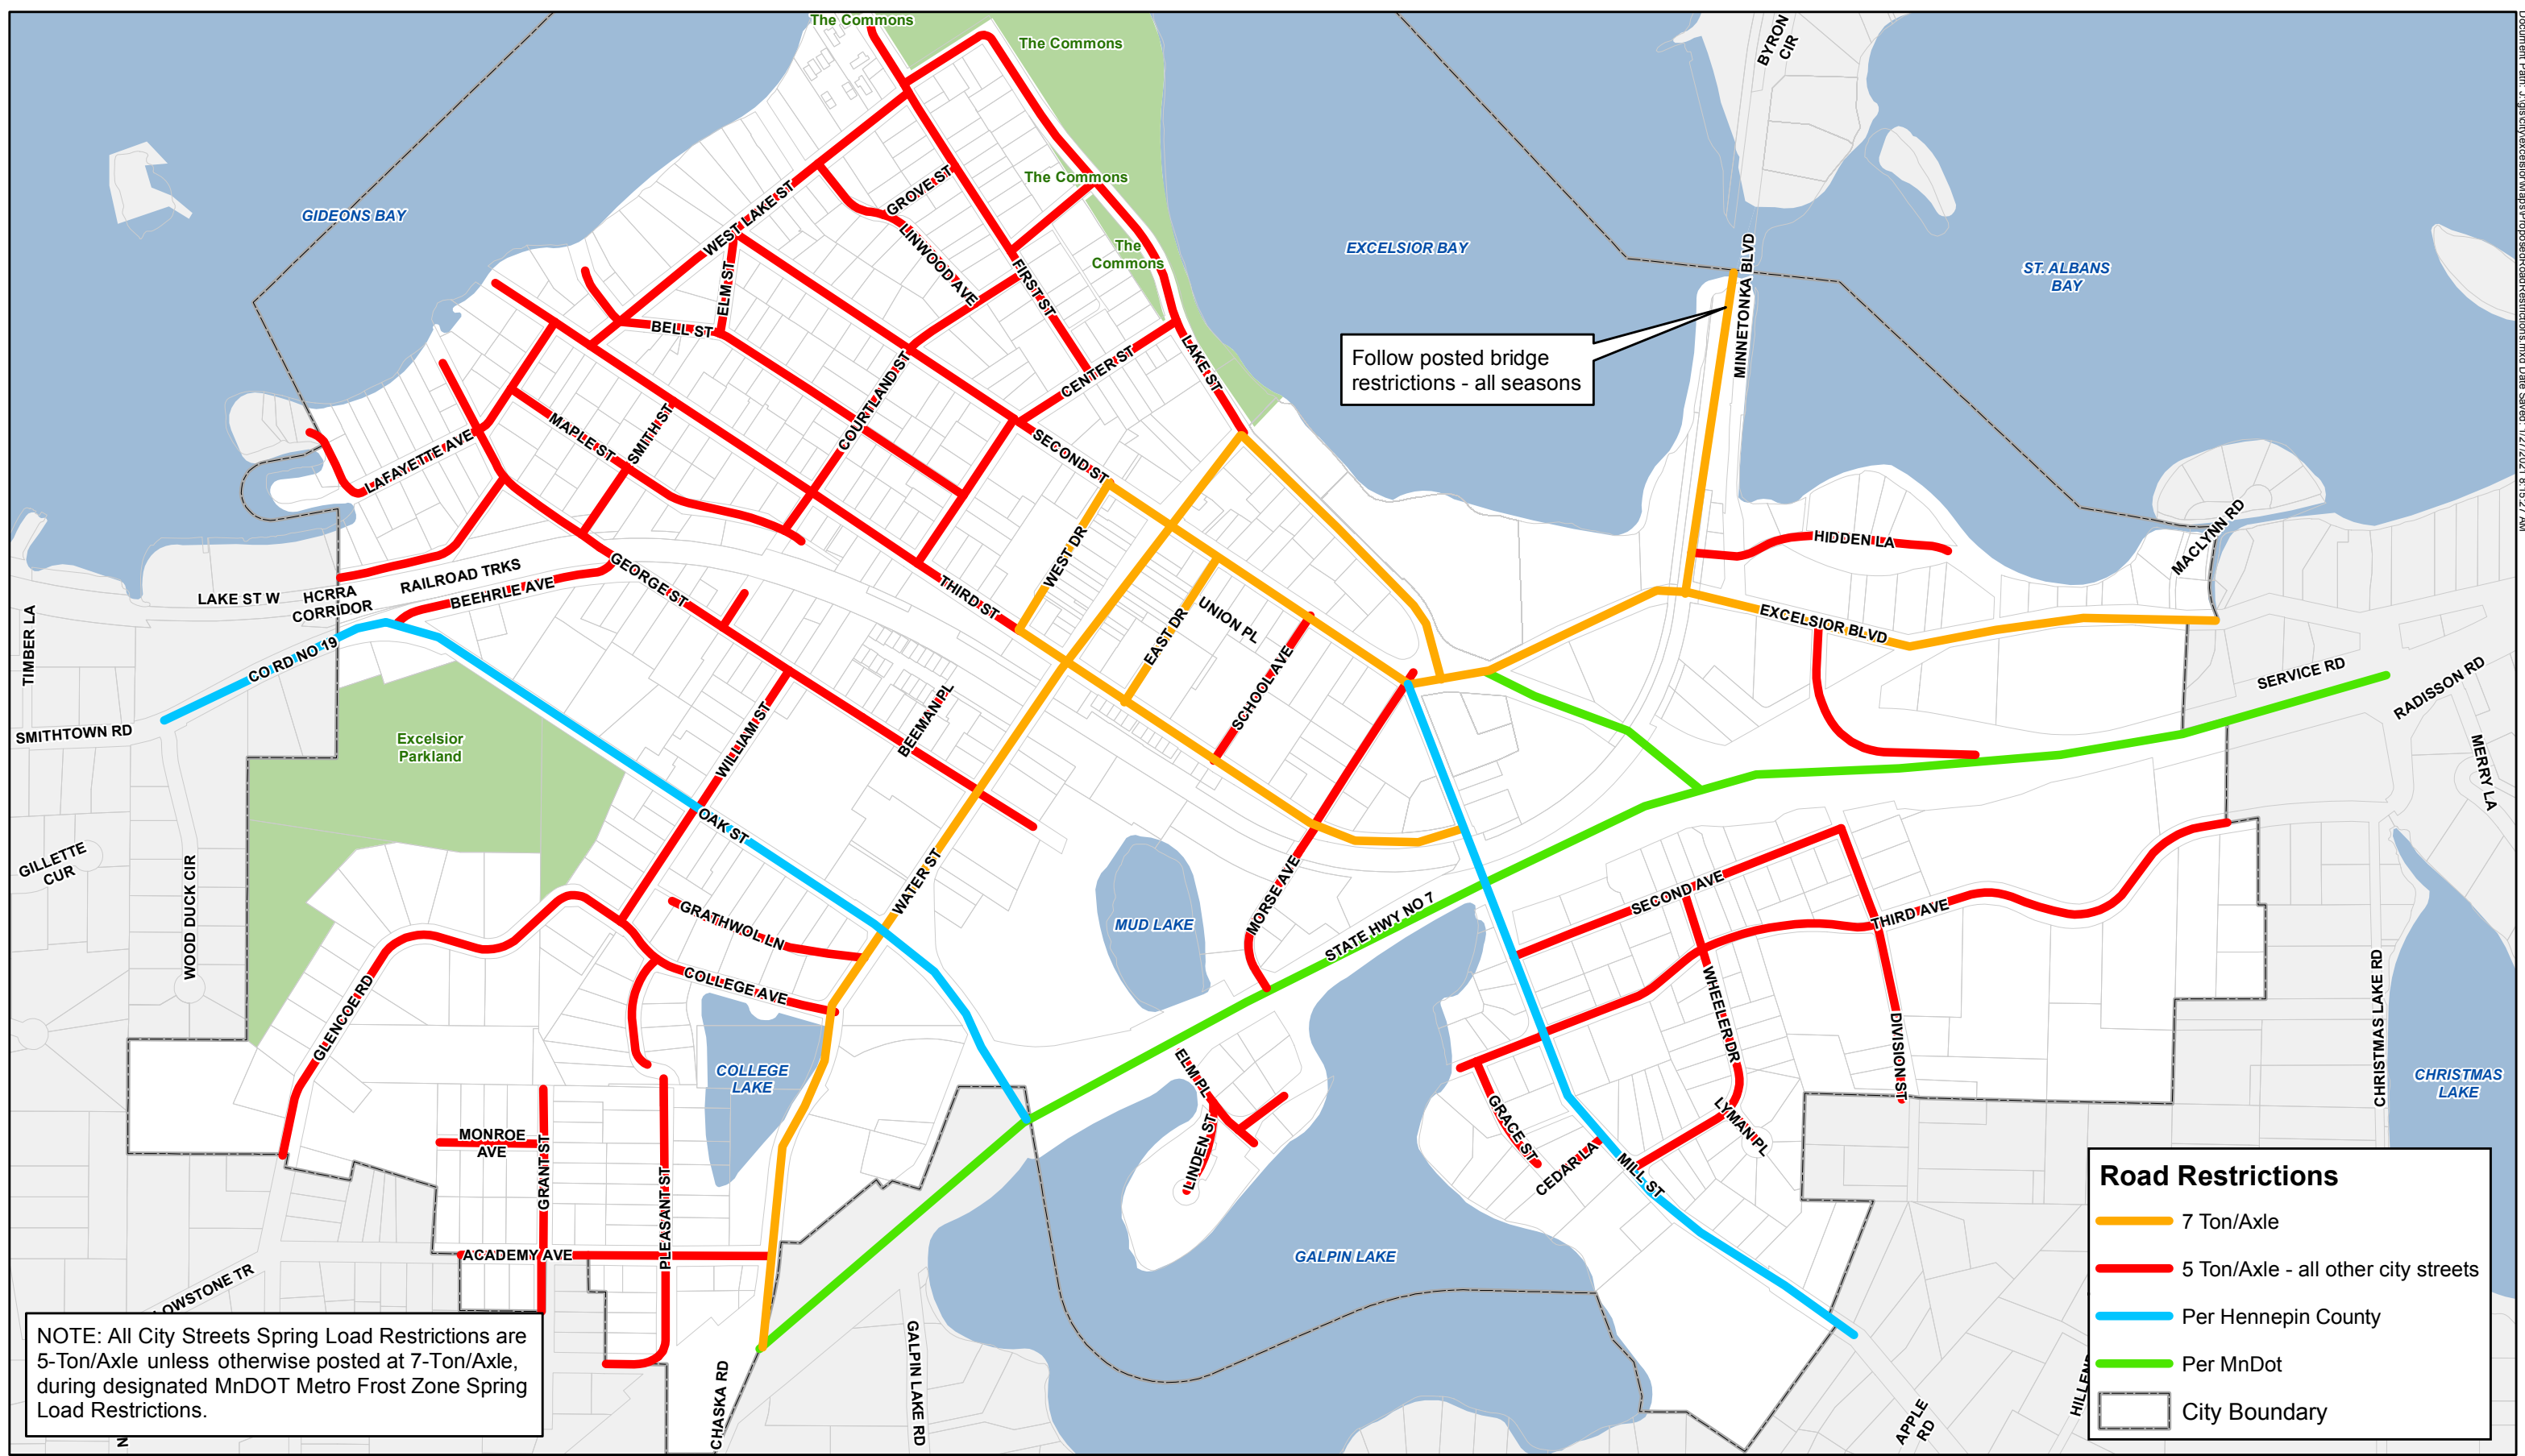 The Commons
The Commons
The Commons
The
Commons
BYRON
CIR
GIDEONS BAY
EXCELSIOR BAY
ST. ALBANS
BAY
WEST LAKE ST
GROVE ST
LINWOOD AVE
FIRST ST
ELM ST
BELL ST
COURTLAND ST
CENTER ST
LAKE ST
MINNETONKA BLVD
Follow posted bridge
restrictions - all seasons
LAFAYETTE AVE
MAPLE ST
SMITH ST
SECOND ST
WEST DR
THIRD ST
UNION PL
EAST DR
SCHOOL AVE
HIDDEN LA
MACLYNN RD
EXCELSIOR BLVD
SERVICE RD
RADISSON RD
MERRY LA
LAKE ST W
HCRRA
CORRIDOR
RAILROAD TRKS
BEEHRLE AVE
GEORGE ST
TIMBER LA
CO RD NO 19
SMITHTOWN RD
Excelsior
Parkland
WILLIAM ST
BEEMAN PL
OAK ST
WATER ST
GILLETTE
CUR
WOOD DUCK CIR
GRATHWOL LN
COLLEGE AVE
GLENCOE RD
MUD LAKE
MORSE AVE
STATE HWY NO 7
SECOND AVE
THIRD AVE
WHEELER DR
DIVISION ST
CHRISTMAS LAKE RD
CHRISTMAS
LAKE
COLLEGE
LAKE
ELM PL
LINDEN ST
GRACE ST
CEDAR LA
LYMAN PL
MILL ST
MONROE
AVE
GRANT ST
PLEASANT ST
ACADEMY AVE
GALPIN LAKE
GALPIN LAKE RD
CHASKA RD
APPLE
RD
NOTE: All City Streets Spring Load Restrictions are
5-Ton/Axle unless otherwise posted at 7-Ton/Axle,
during designated MnDOT Metro Frost Zone Spring
Load Restrictions.
Road Restrictions
7 Ton/Axle
5 Ton/Axle - all other city streets
Per Hennepin County
Per MnDot
City Boundary